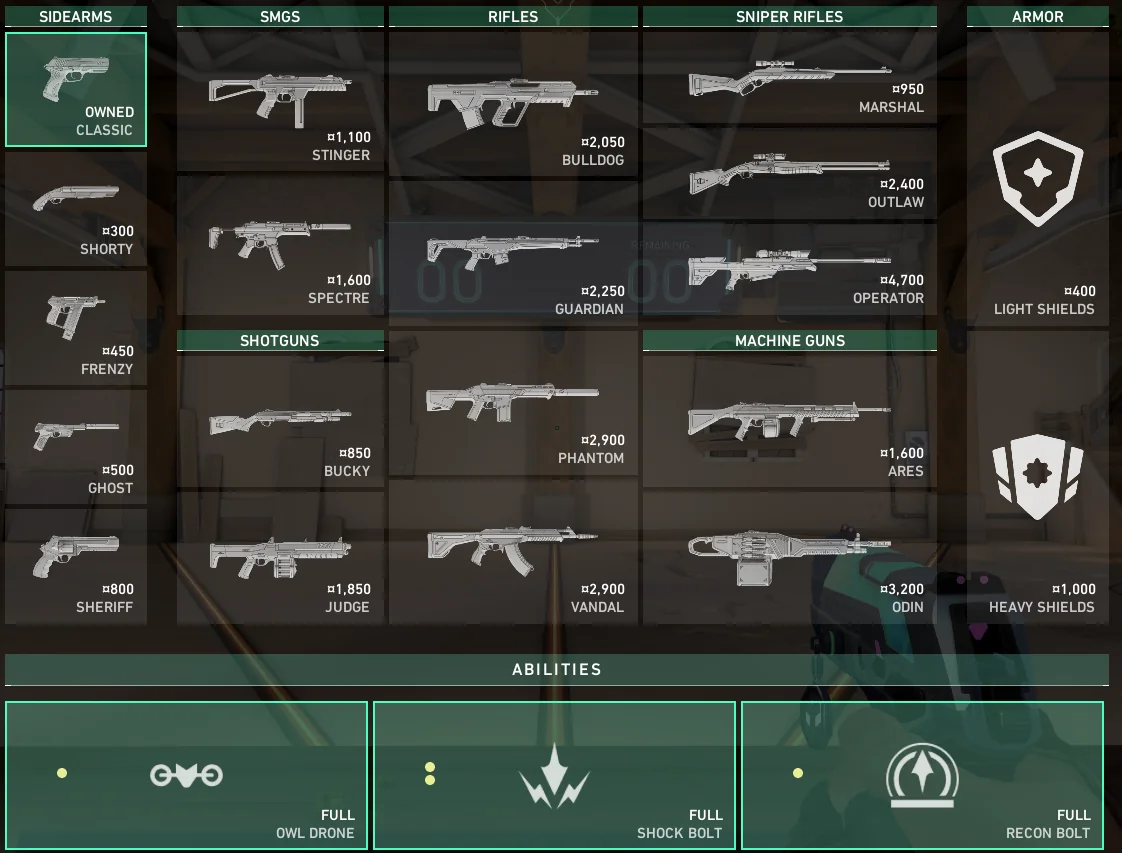 SIDEARMS
OWNED
CLASSIC
¤300
SHORTY
¤450
FRENZY
¤500
GHOST
¤800
SHERIFF
SMGS
¤1,100
STINGER
¤1,600
SPECTRE
SHOTGUNS
¤850
BUCKY
¤1,850
JUDGE
RIFLES
¤2,050
BULLDOG
¤2,250
GUARDIAN
¤2,900
PHANTOM
¤2,900
VANDAL
SNIPER RIFLES
¤950
MARSHAL
¤2,400
OUTLAW
¤4,700
OPERATOR
REMAINING
00
00
MACHINE GUNS
¤1,600
ARES
¤3,200
ODIN
ARMOR
¤400
LIGHT SHIELDS
¤1,000
HEAVY SHIELDS
ABILITIES
FULL
OWL DRONE
FULL
SHOCK BOLT
FULL
RECON BOLT